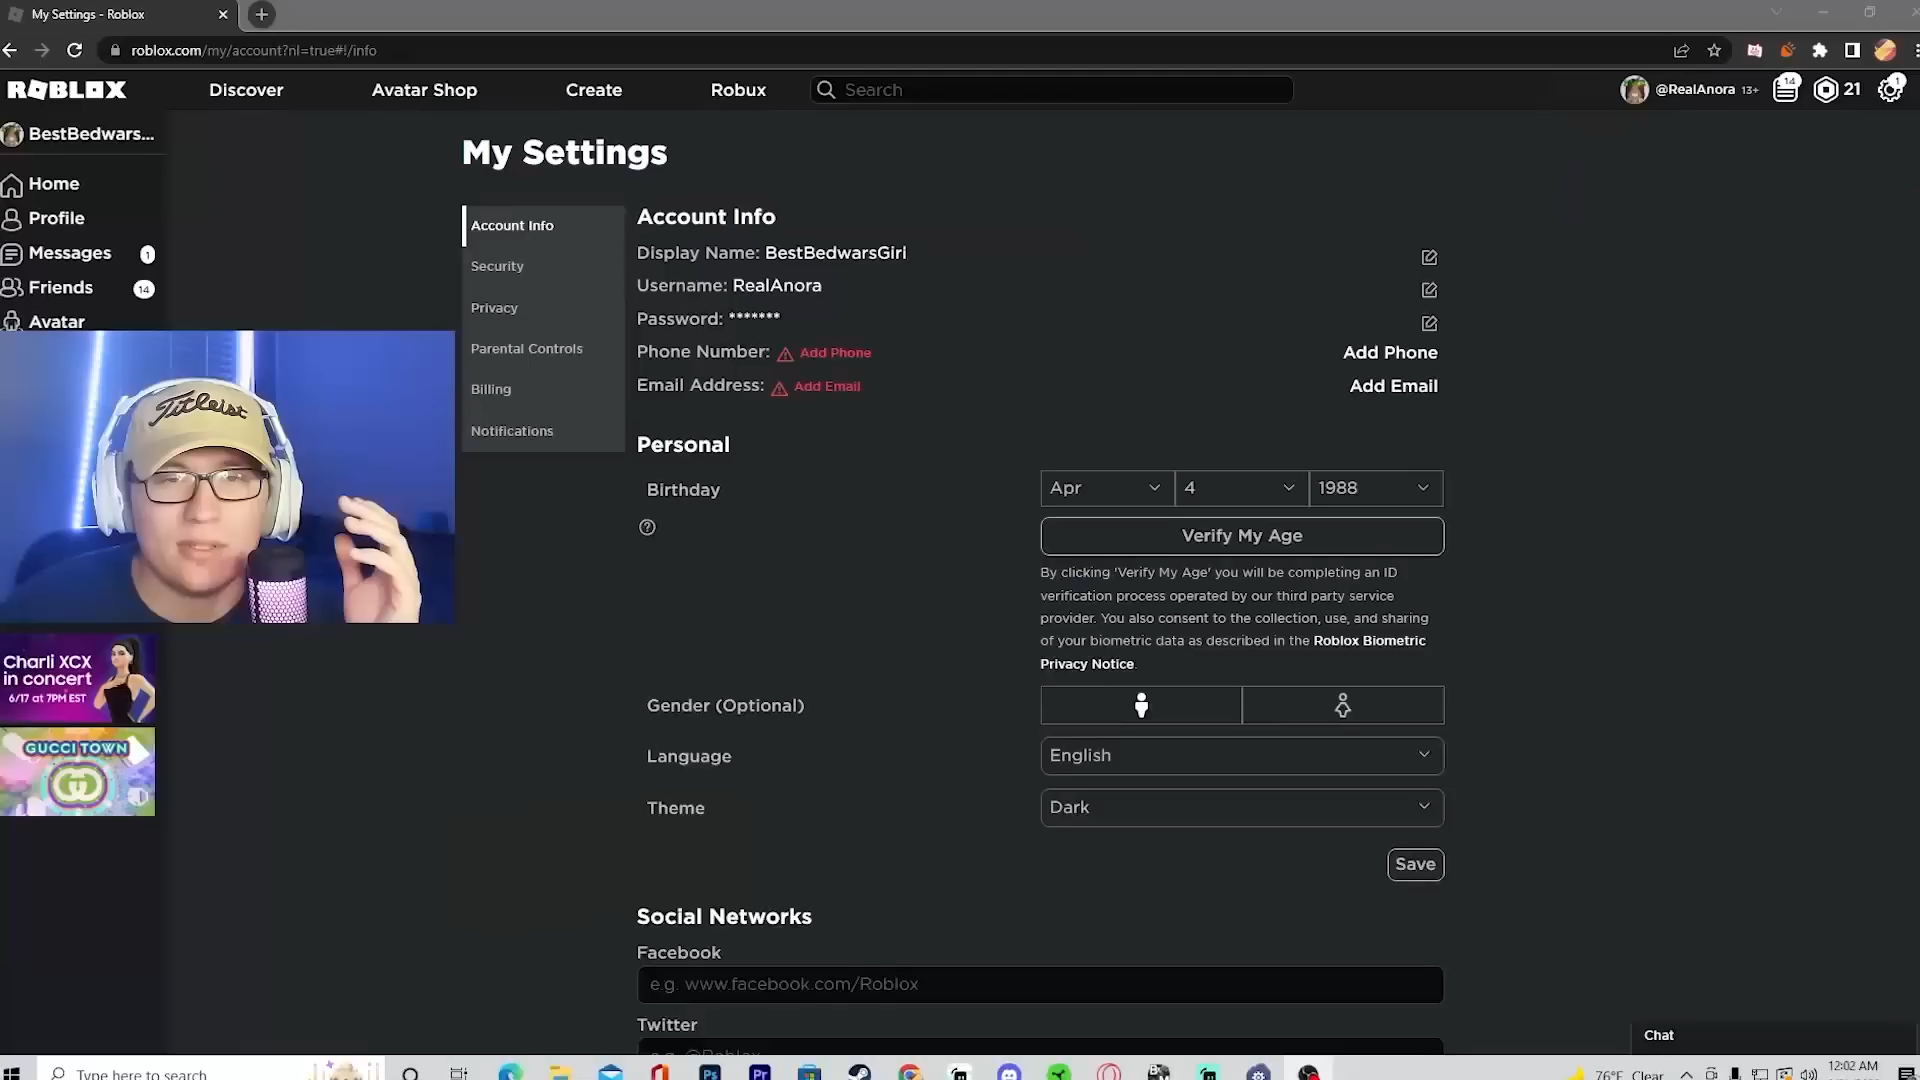 My Settings - Roblox
roblox.com/my/account?nl=true#!/info
ROBLOX
Discover
Avatar Shop
Create
Robux
Search
@RealAnora 13+
14
21
1
BestBedwars...
Home
Profile
Messages 1
Friends 14
Avatar
Titleist
Charli XCX
in concert
6/17 at 7PM EST
GUCCI TOWN
My Settings
Account Info
Security
Privacy
Parental Controls
Billing
Notifications
Account Info
Display Name: BestBedwarsGirl
Username: RealAnora
Password: *******
Phone Number: Add Phone Add Phone
Email Address: Add Email Add Email
Personal
Birthday Apr 4 1988
Verify My Age
By clicking 'Verify My Age' you will be completing an ID
verification process operated by our third party service
provider. You also consent to the collection, use, and sharing
of your biometric data as described in the Roblox Biometric
Privacy Notice.
Gender (Optional)
Language English
Theme Dark
Save
Social Networks
Facebook
e.g. www.facebook.com/Roblox
Twitter
e.g. @Roblox
Chat
Type here to search
Ps
Pr
76°F Clear
12:02 AM